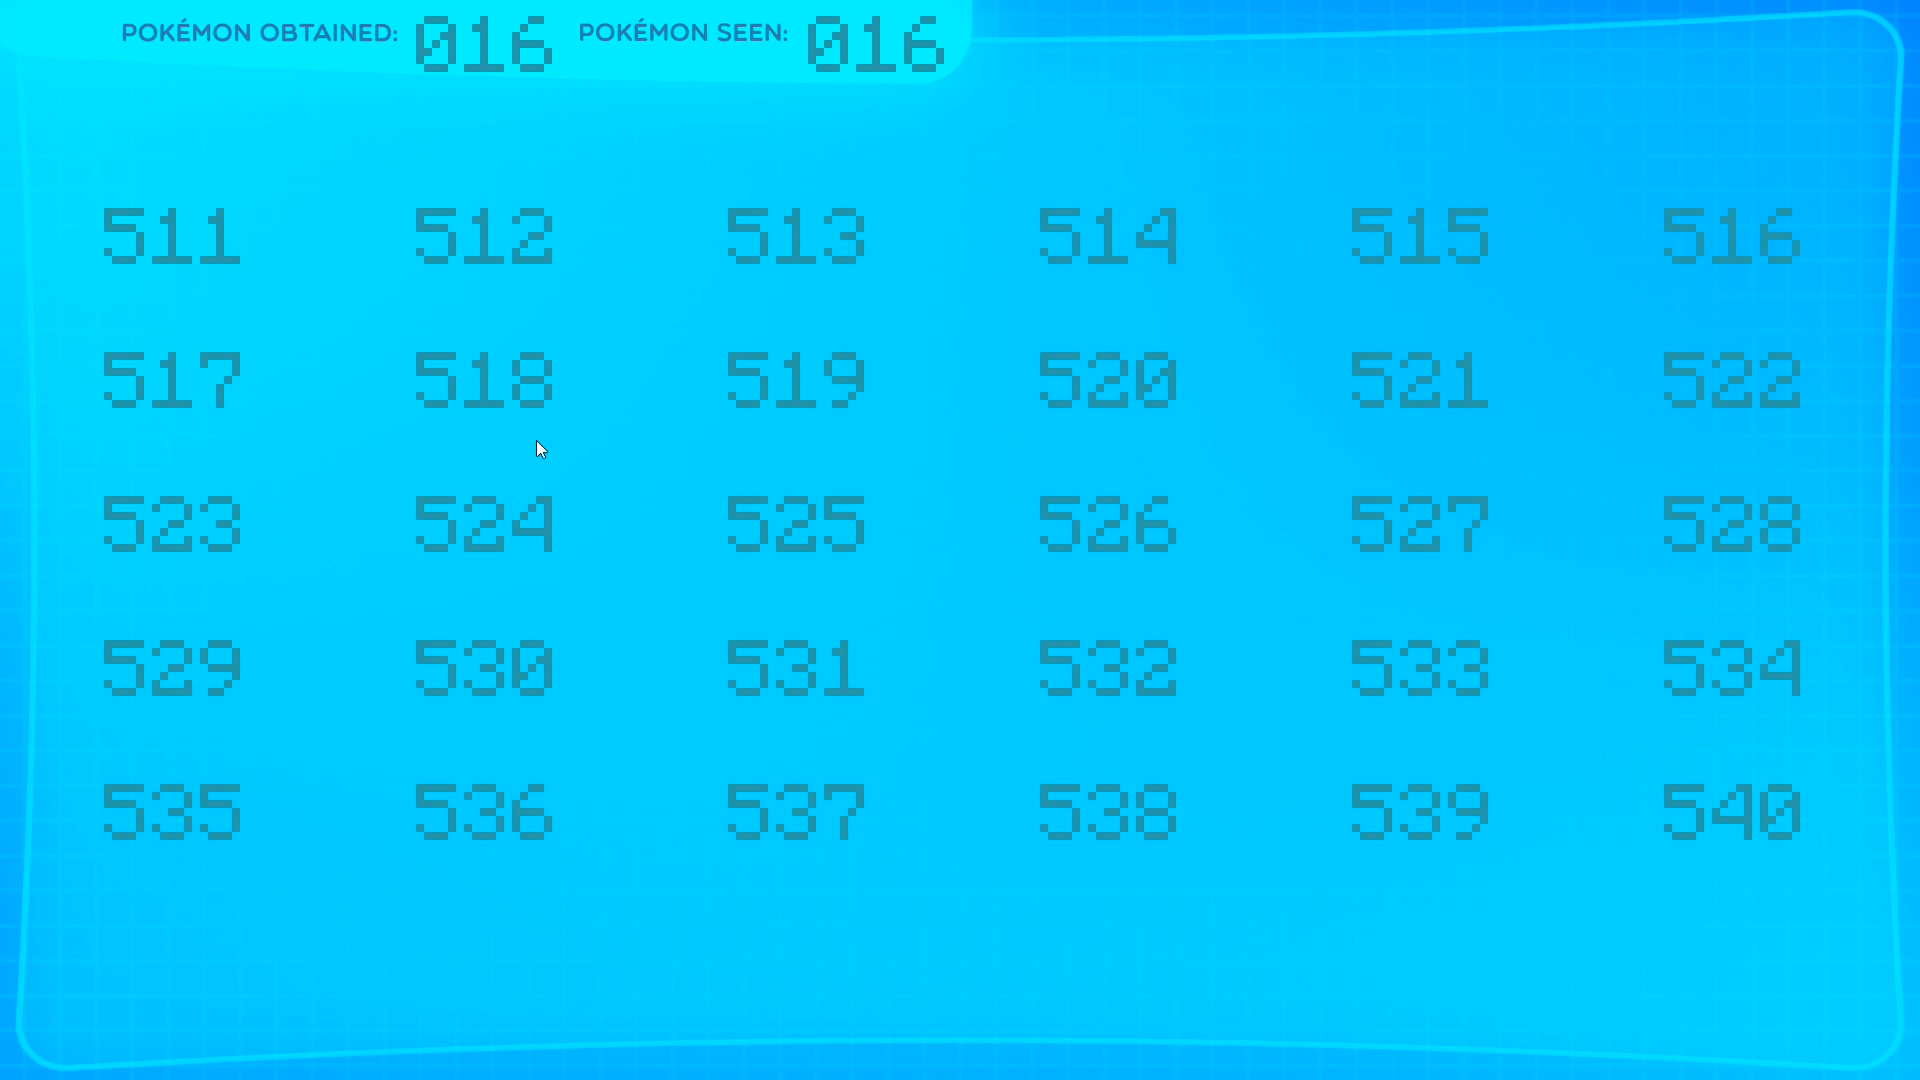 POKÉMON OBTAINED: 016 POKÉMON SEEN: 016
511 512 513 514 515 516
517 518 519 520 521 522
523 524 525 526 527 528
529 530 531 532 533 534
535 536 537 538 539 540